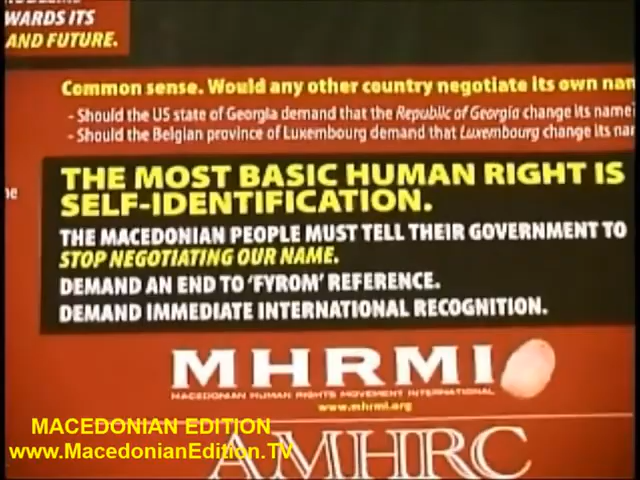 WARDS ITS
AND FUTURE.
Common sense. Would any other country negotiate its own nam
- Should the US state of Georgia demand that the Republic of Georgia change its name
- Should the Belgian province of Luxembourg demand that Luxembourg change its na
THE MOST BASIC HUMAN RIGHT IS
SELF-IDENTIFICATION.
THE MACEDONIAN PEOPLE MUST TELL THEIR GOVERNMENT TO
STOP NEGOTIATING OUR NAME.
DEMAND AN END TO 'FYROM' REFERENCE.
DEMAND IMMEDIATE INTERNATIONAL RECOGNITION.
MHRMI
MACEDONIAN HUMAN RIGHTS MOVEMENT INTERNATIONAL
www.mhrmi.org
AMHRC
MACEDONIAN EDITION
www.MacedonianEdition.TV